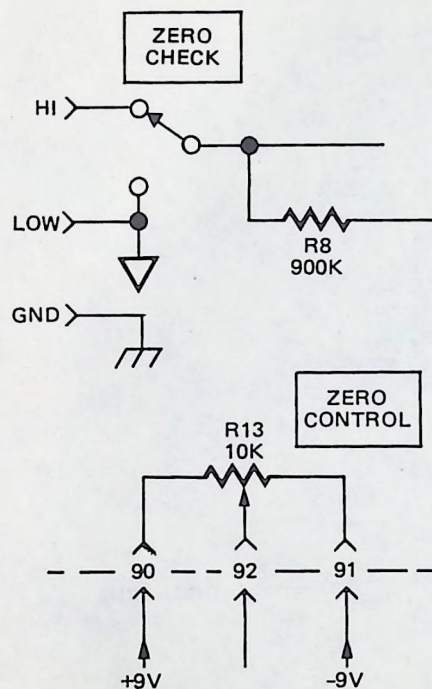 ZERO
CHECK
HI
LOW
R8
900K
GND
ZERO
CONTROL
R13
10K
90
92
91
+9V
-9V